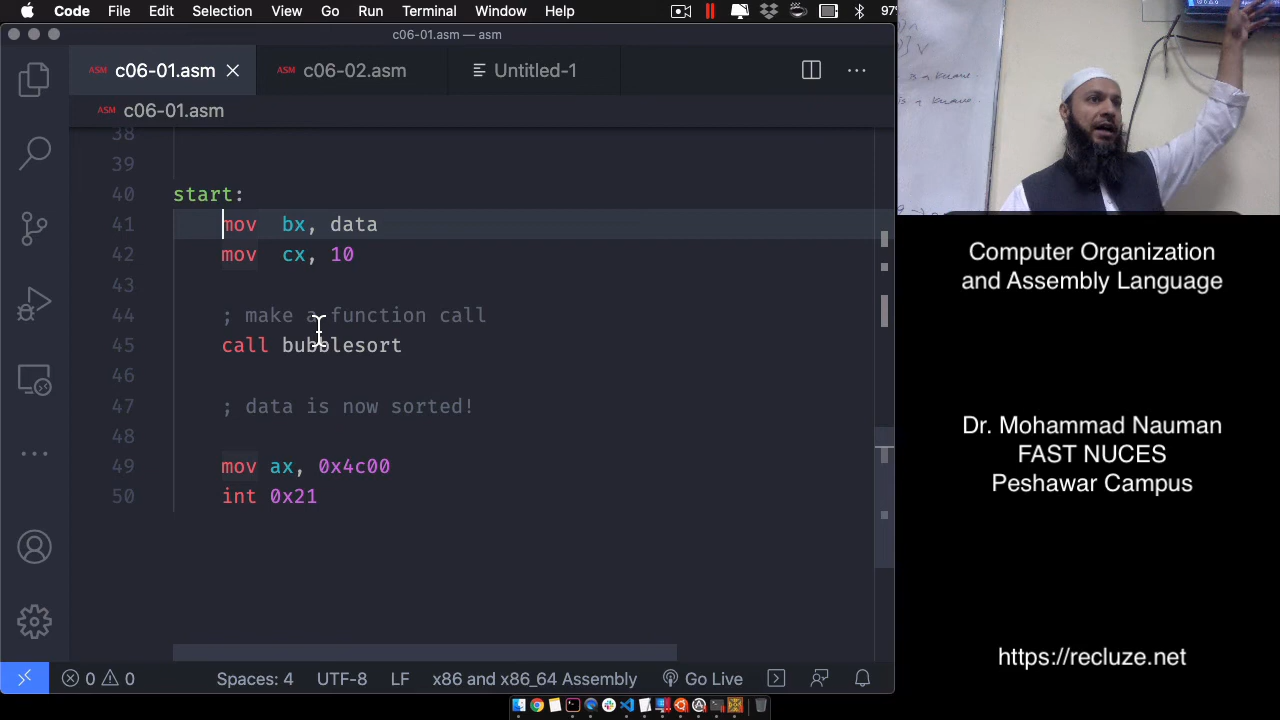 Code File Edit Selection View Go Run Terminal Window Help 97%
c06-01.asm — asm
ASM c06-01.asm
ASM c06-02.asm
Untitled-1
ASM c06-01.asm
38
39
40 start:
41 mov bx, data
42 mov cx, 10
43
44 ; make a function call
45 call bubblesort
46
47 ; data is now sorted!
48
49 mov ax, 0x4c00
50 int 0x21
0 0 Spaces: 4 UTF-8 LF x86 and x86_64 Assembly Go Live
Computer Organization
and Assembly Language
Dr. Mohammad Nauman
FAST NUCES
Peshawar Campus
https://recluze.net